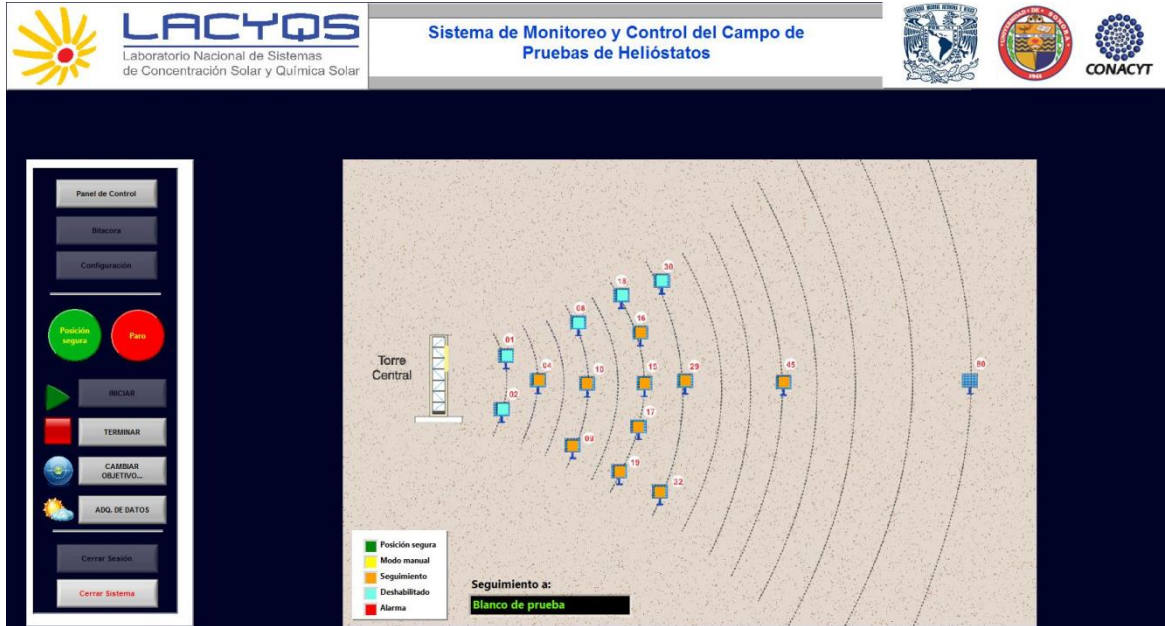 LACYQS
Laboratorio Nacional de Sistemas
de Concentración Solar y Química Solar
Sistema de Monitoreo y Control del Campo de
Pruebas de Helióstatos
CONACYT
Panel de Control
Bitacora
Configuración
Posición
segura
Paro
INICIAR
TERMINAR
CAMBIAR
OBJETIVO...
ADQ. DE DATOS
Cerrar Sesión
Cerrar Sistema
Torre
Central
01
02
04
08
09
10
18
16
15
17
19
30
29
32
45
80
Posición segura
Modo manual
Seguimiento
Deshabilitado
Alarma
Seguimiento a:
Blanco de prueba